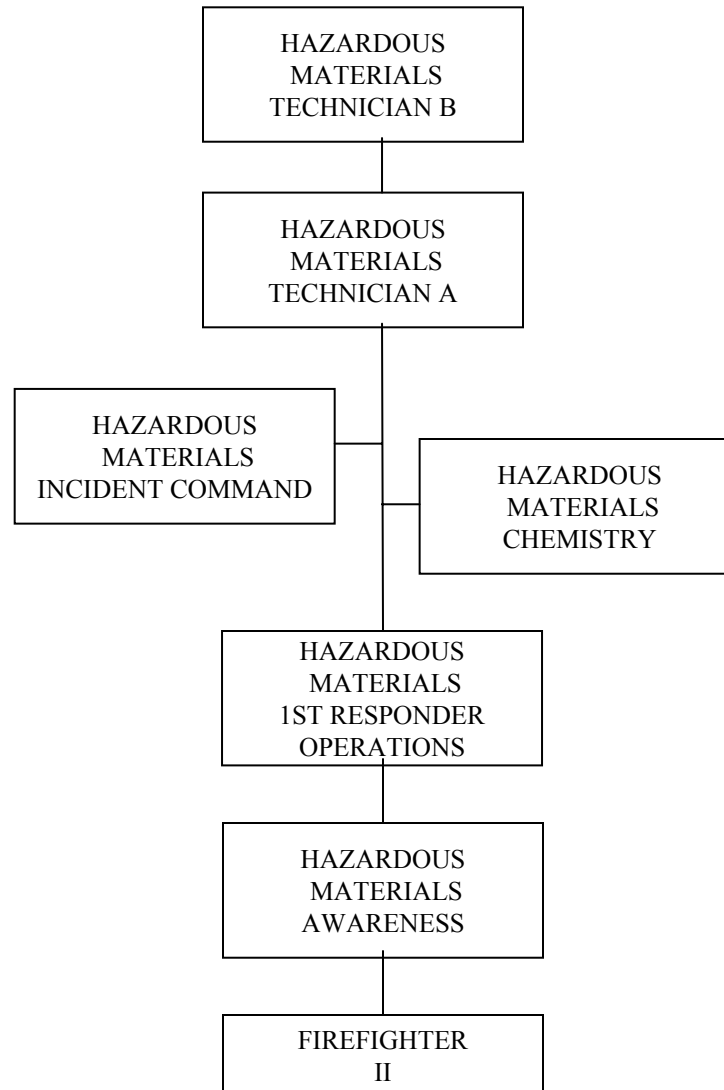 HAZARDOUS
MATERIALS
TECHNICIAN B
HAZARDOUS
MATERIALS
TECHNICIAN A
HAZARDOUS
MATERIALS
INCIDENT COMMAND
HAZARDOUS
MATERIALS
CHEMISTRY
HAZARDOUS
MATERIALS
1ST RESPONDER
OPERATIONS
HAZARDOUS
MATERIALS
AWARENESS
FIREFIGHTER
II